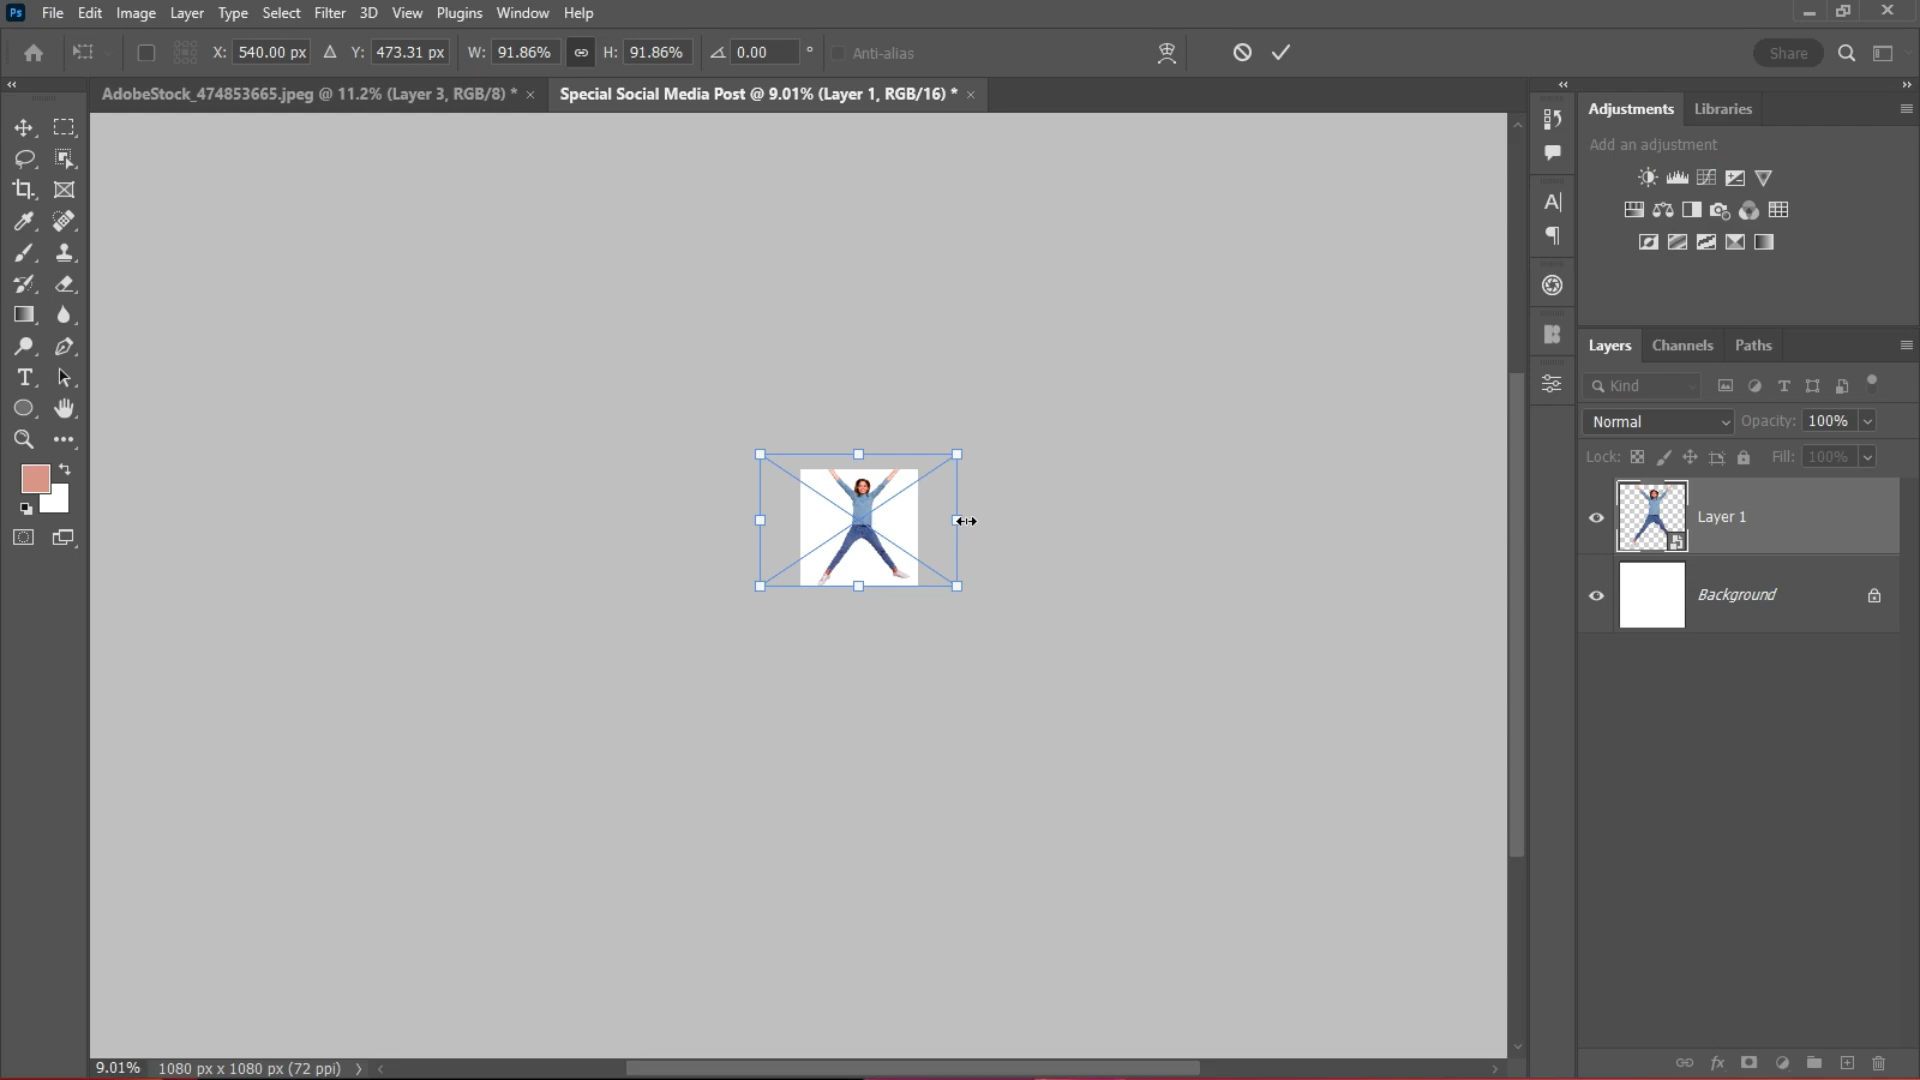 Ps File Edit Image Layer Type Select Filter 3D View Plugins Window Help
X: 540.00 px Y: 473.31 px W: 91.86% H: 91.86% 0.00 ° Anti-alias Share
AdobeStock_474853665.jpeg @ 11.2% (Layer 3, RGB/8) * × Special Social Media Post @ 9.01% (Layer 1, RGB/16) * ×
Adjustments Libraries
Add an adjustment
Layers Channels Paths
Kind
Normal Opacity: 100%
Lock: Fill: 100%
Layer 1
Background
9.01% 1080 px x 1080 px (72 ppi)